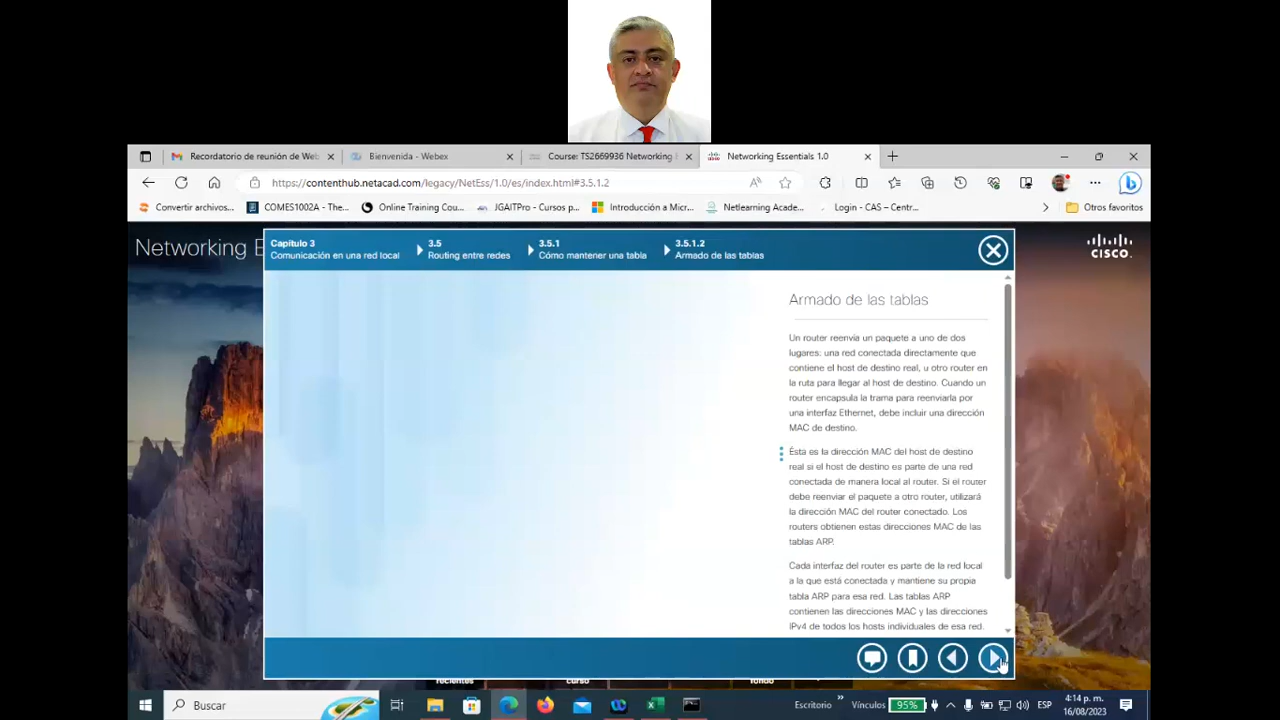 Recordatorio de reunión de Web
Bienvenida - Webex
Course: TS2669936 Networking E
Networking Essentials 1.0
https://contenthub.netacad.com/legacy/NetEss/1.0/es/index.html#3.5.1.2
Convertir archivos...
COMES1002A - The...
Online Training Cou...
JGAITPro - Cursos p...
Introducción a Micr...
Netlearning Acade...
Login - CAS – Centr...
Otros favoritos
Networking E
CISCO
Capítulo 3
Comunicación en una red local
3.5
Routing entre redes
3.5.1
Cómo mantener una tabla
3.5.1.2
Armado de las tablas
Armado de las tablas
Un router reenvía un paquete a uno de dos
lugares: una red conectada directamente que
contiene el host de destino real, u otro router en
la ruta para llegar al host de destino. Cuando un
router encapsula la trama para reenviarla por
una interfaz Ethernet, debe incluir una dirección
MAC de destino.
Ésta es la dirección MAC del host de destino
real si el host de destino es parte de una red
conectada de manera local al router. Si el router
debe reenviar el paquete a otro router, utilizará
la dirección MAC del router conectado. Los
routers obtienen estas direcciones MAC de las
tablas ARP.
Cada interfaz del router es parte de la red local
a la que está conectada y mantiene su propia
tabla ARP para esa red. Las tablas ARP
contienen las direcciones MAC y las direcciones
IPv4 de todos los hosts individuales de esa red.
recientes
curso
fondo
Buscar
Escritorio
Vínculos
95%
ESP
4:14 p. m.
16/08/2023